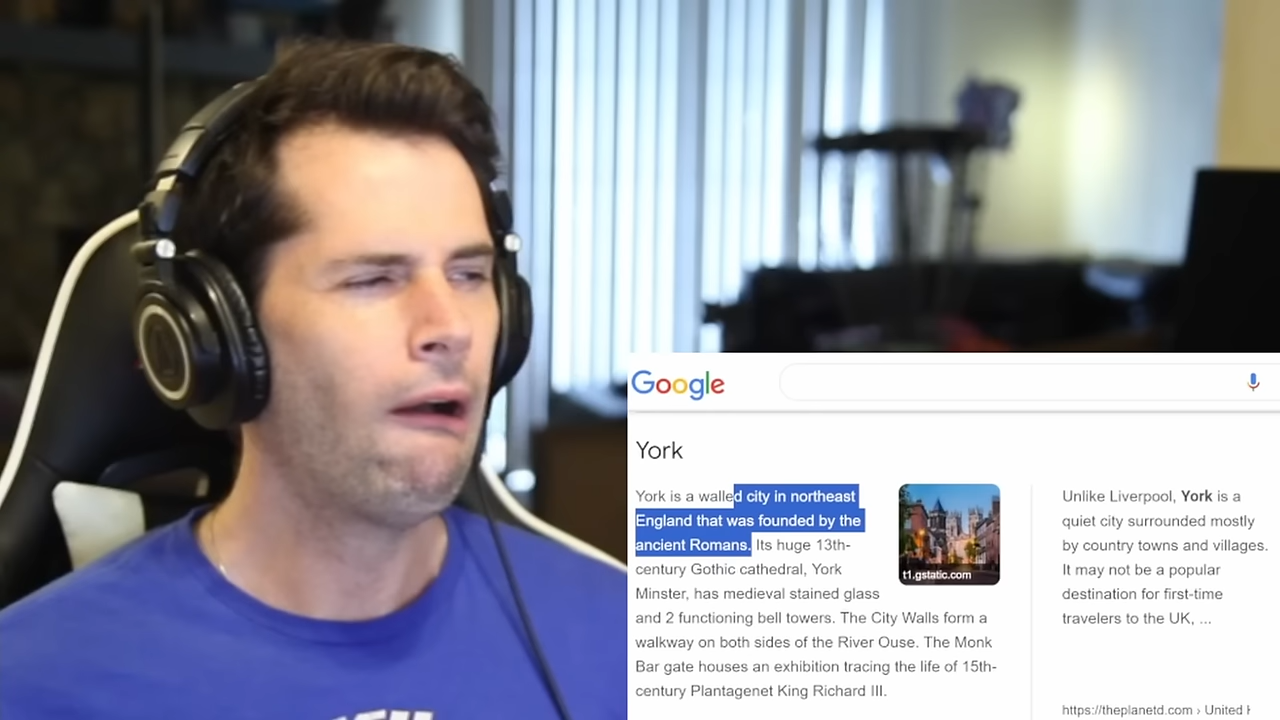 Google
York
York is a walled city in northeast
England that was founded by the
ancient Romans. Its huge 13th-
century Gothic cathedral, York
Minster, has medieval stained glass
and 2 functioning bell towers. The City Walls form a
walkway on both sides of the River Ouse. The Monk
Bar gate houses an exhibition tracing the life of 15th-
century Plantagenet King Richard III.
t1.gstatic.com
Unlike Liverpool, York is a
quiet city surrounded mostly
by country towns and villages.
It may not be a popular
destination for first-time
travelers to the UK, ...
https://theplanetd.com › United